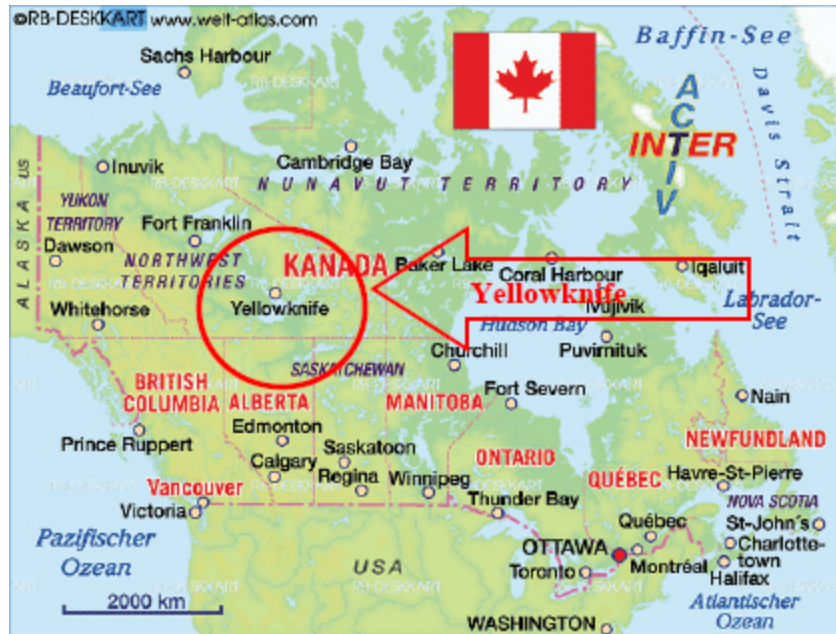 ©RB-DESKKART www.welt-atlas.com
Baffin-See
Sachs Harbour
Beaufort-See
ACTIV
INTER
Davis Strait
Cambridge Bay
Inuvik
NUNAVUT TERRITORY
ALASKA US
YUKON
TERRITORY
Fort Franklin
Dawson
NORTHWEST
TERRITORIES
KANADA
Baker Lake
Coral Harbour
Iqaluit
Yellowknife
Yellowknife
Ivujivik
Labrador-
See
Whitehorse
Hudson Bay
Puvirnituk
Churchill
SASKATCHEWAN
BRITISH
COLUMBIA
ALBERTA
MANITOBA
Fort Severn
Nain
Prince Ruppert
Edmonton
Saskatoon
Calgary
Regina
Winnipeg
ONTARIO
NEWFOUNDLAND
QUÉBEC
Havre-St-Pierre
Vancouver
Victoria
Thunder Bay
NOVA SCOTIA
Québec
St-John's
Pazifischer
Ozean
USA
OTTAWA
Toronto
Montréal
Charlotte-
town
Halifax
2000 km
Atlantischer
Ozean
WASHINGTON
RB-DESKKART